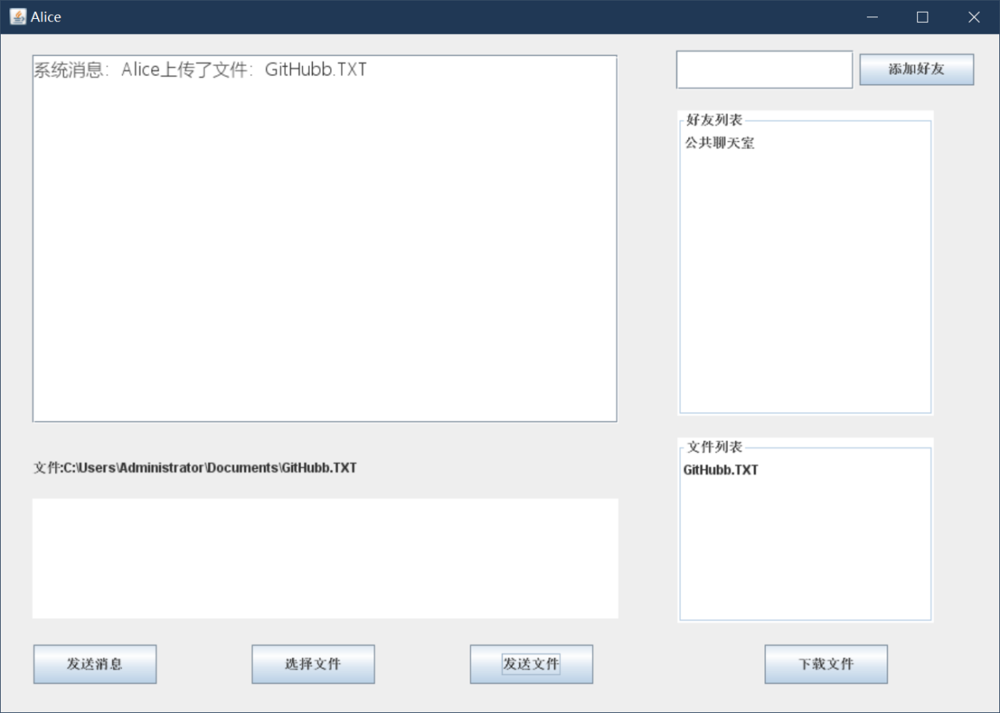 Alice
系统消息：Alice上传了文件：GitHubb.TXT
添加好友
好友列表
公共聊天室
文件:C:\Users\Administrator\Documents\GitHubb.TXT
文件列表
GitHubb.TXT
发送消息
选择文件
发送文件
下载文件